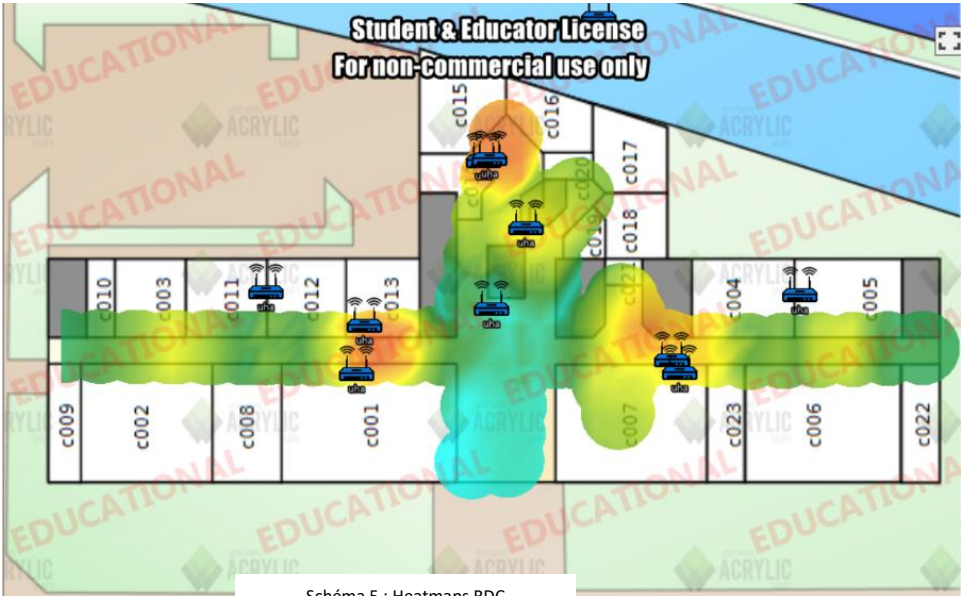 Student & Educator License
For non-commercial use only
EDUCATIONAL
ACRYLIC
WIFI
c015
c016
c017
c020
c019
c018
c021
uha
uha
uha
c010
c003
c011
uha
c012
c013
uha
uha
uha
c004
uha
c005
c009
c002
c008
c001
c007
c023
c006
c022
Schéma 5 : Heatmaps RDC